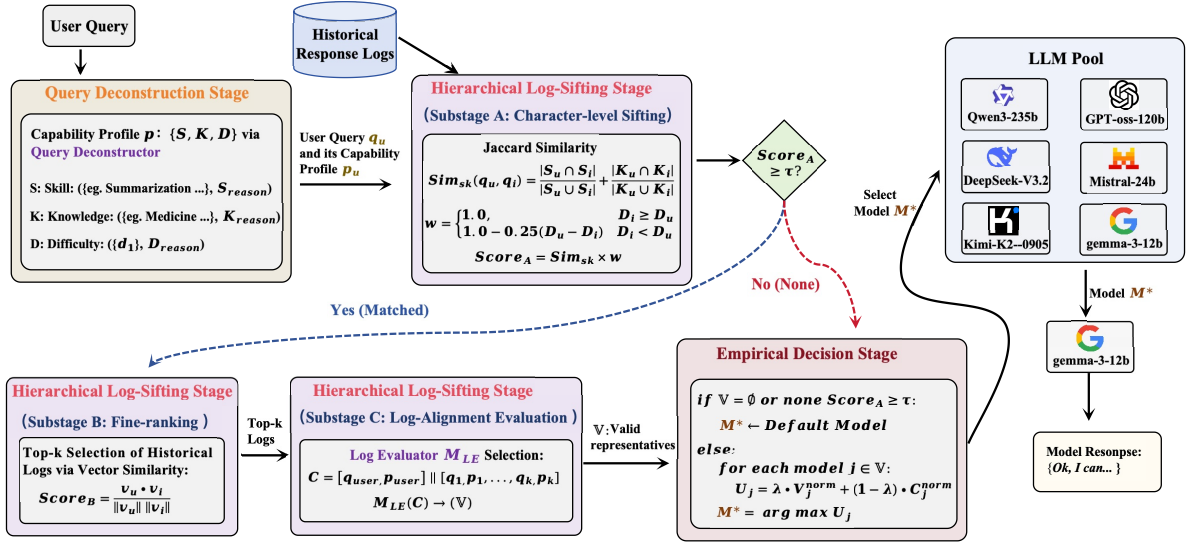 User Query
Historical
Response Logs
Query Deconstruction Stage
Capability Profile p: {S, K, D} via
Query Deconstructor
S: Skill: ({eg. Summarization ...}, S_reason)
K: Knowledge: ({eg. Medicine ...}, K_reason)
D: Difficulty: ({d_1}, D_reason)
User Query q_u
and its Capability
Profile p_u
Hierarchical Log-Sifting Stage
(Substage A: Character-level Sifting)
Jaccard Similarity
Sim_sk(q_u, q_i) = |S_u ∩ S_i| / |S_u ∪ S_i| + |K_u ∩ K_i| / |K_u ∪ K_i|
w = { 1.0, D_i ≥ D_u
1.0 − 0.25(D_u − D_i) D_i < D_u
Score_A = Sim_sk × w
Score_A
≥ τ?
Yes (Matched)
No (None)
Select
Model M*
LLM Pool
Qwen3-235b
GPT-oss-120b
DeepSeek-V3.2
Mistral-24b
Kimi-K2--0905
gemma-3-12b
Model M*
gemma-3-12b
Model Resonpse:
{Ok, I can... }
Hierarchical Log-Sifting Stage
(Substage B: Fine-ranking )
Top-k Selection of Historical
Logs via Vector Similarity:
Score_B = v_u • v_i / ‖v_u‖ ‖v_i‖
Top-k
Logs
Hierarchical Log-Sifting Stage
(Substage C: Log-Alignment Evaluation )
Log Evaluator M_LE Selection:
C = [q_user, p_user] ∥ [q_1, p_1, . . . , q_k, p_k]
M_LE(C) → (𝕍)
𝕍: Valid
representatives
Empirical Decision Stage
if 𝕍 = ∅ or none Score_A ≥ τ:
M* ← Default Model
else:
for each model j ∈ 𝕍:
U_j = λ • V_j^norm + (1 − λ) • C_j^norm
M* = arg max U_j